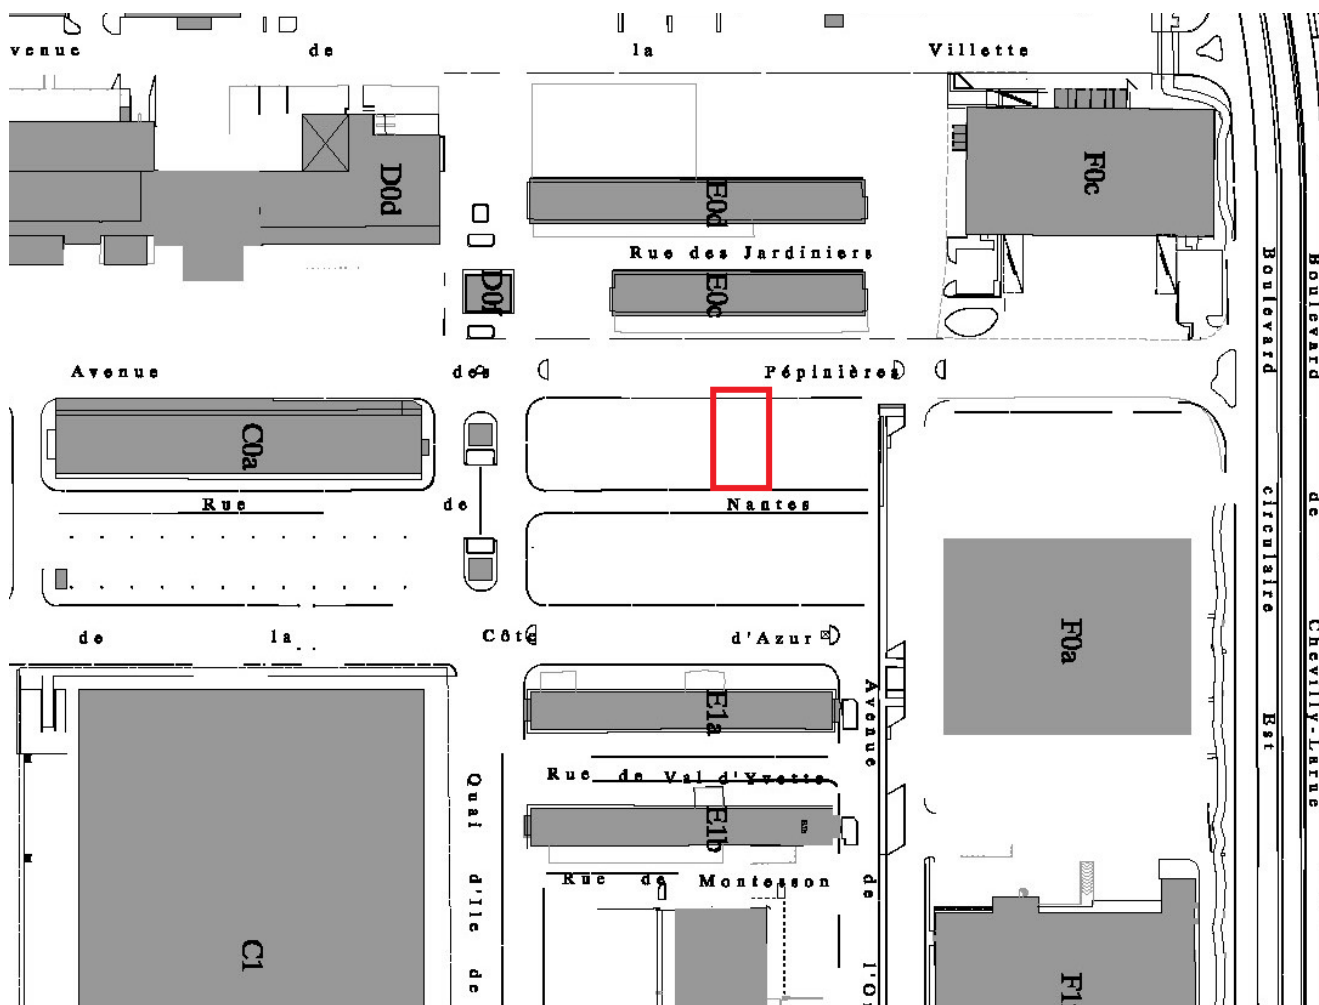 venue de la Villette
D0d
E0d
F0c
Rue des Jardiniers
D0f
E0c
Avenue des Pépinières
C0a
Rue de Nantes
de la Côte d'Azur
F0a
E1a
Rue de Val d'Yvette
E1b
Rue de Montesson
C1
Quai d'Ile de
Avenue de l'O
F1
Boulevard circulaire Est
Boulevard de Chevilly-Larue